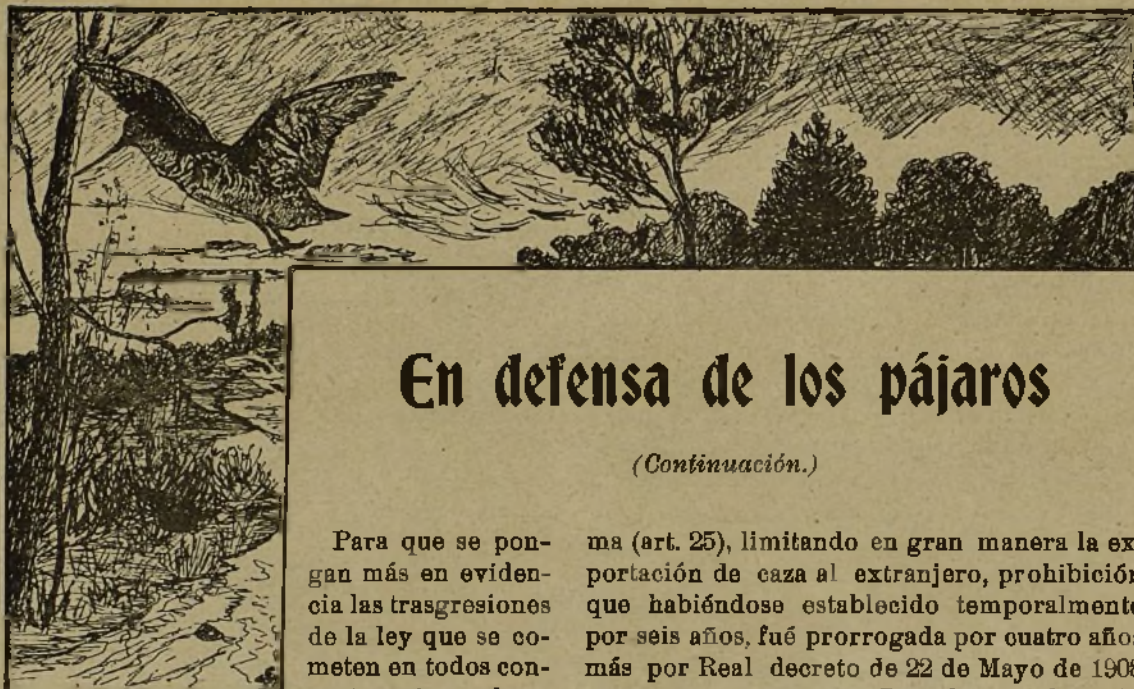 En defensa de los pájaros
(Continuación.)
Para que se pon-
gan más en eviden-
cia las trasgresiones
de la ley que se co-
meten en todos con-
ma (art. 25), limitando en gran manera la ex
portación de caza al extranjero, prohibición
que habiéndose establecido temporalmente
por seis años, fué prorrogada por cuatro años
más por Real decreto de 22 de Mayo de